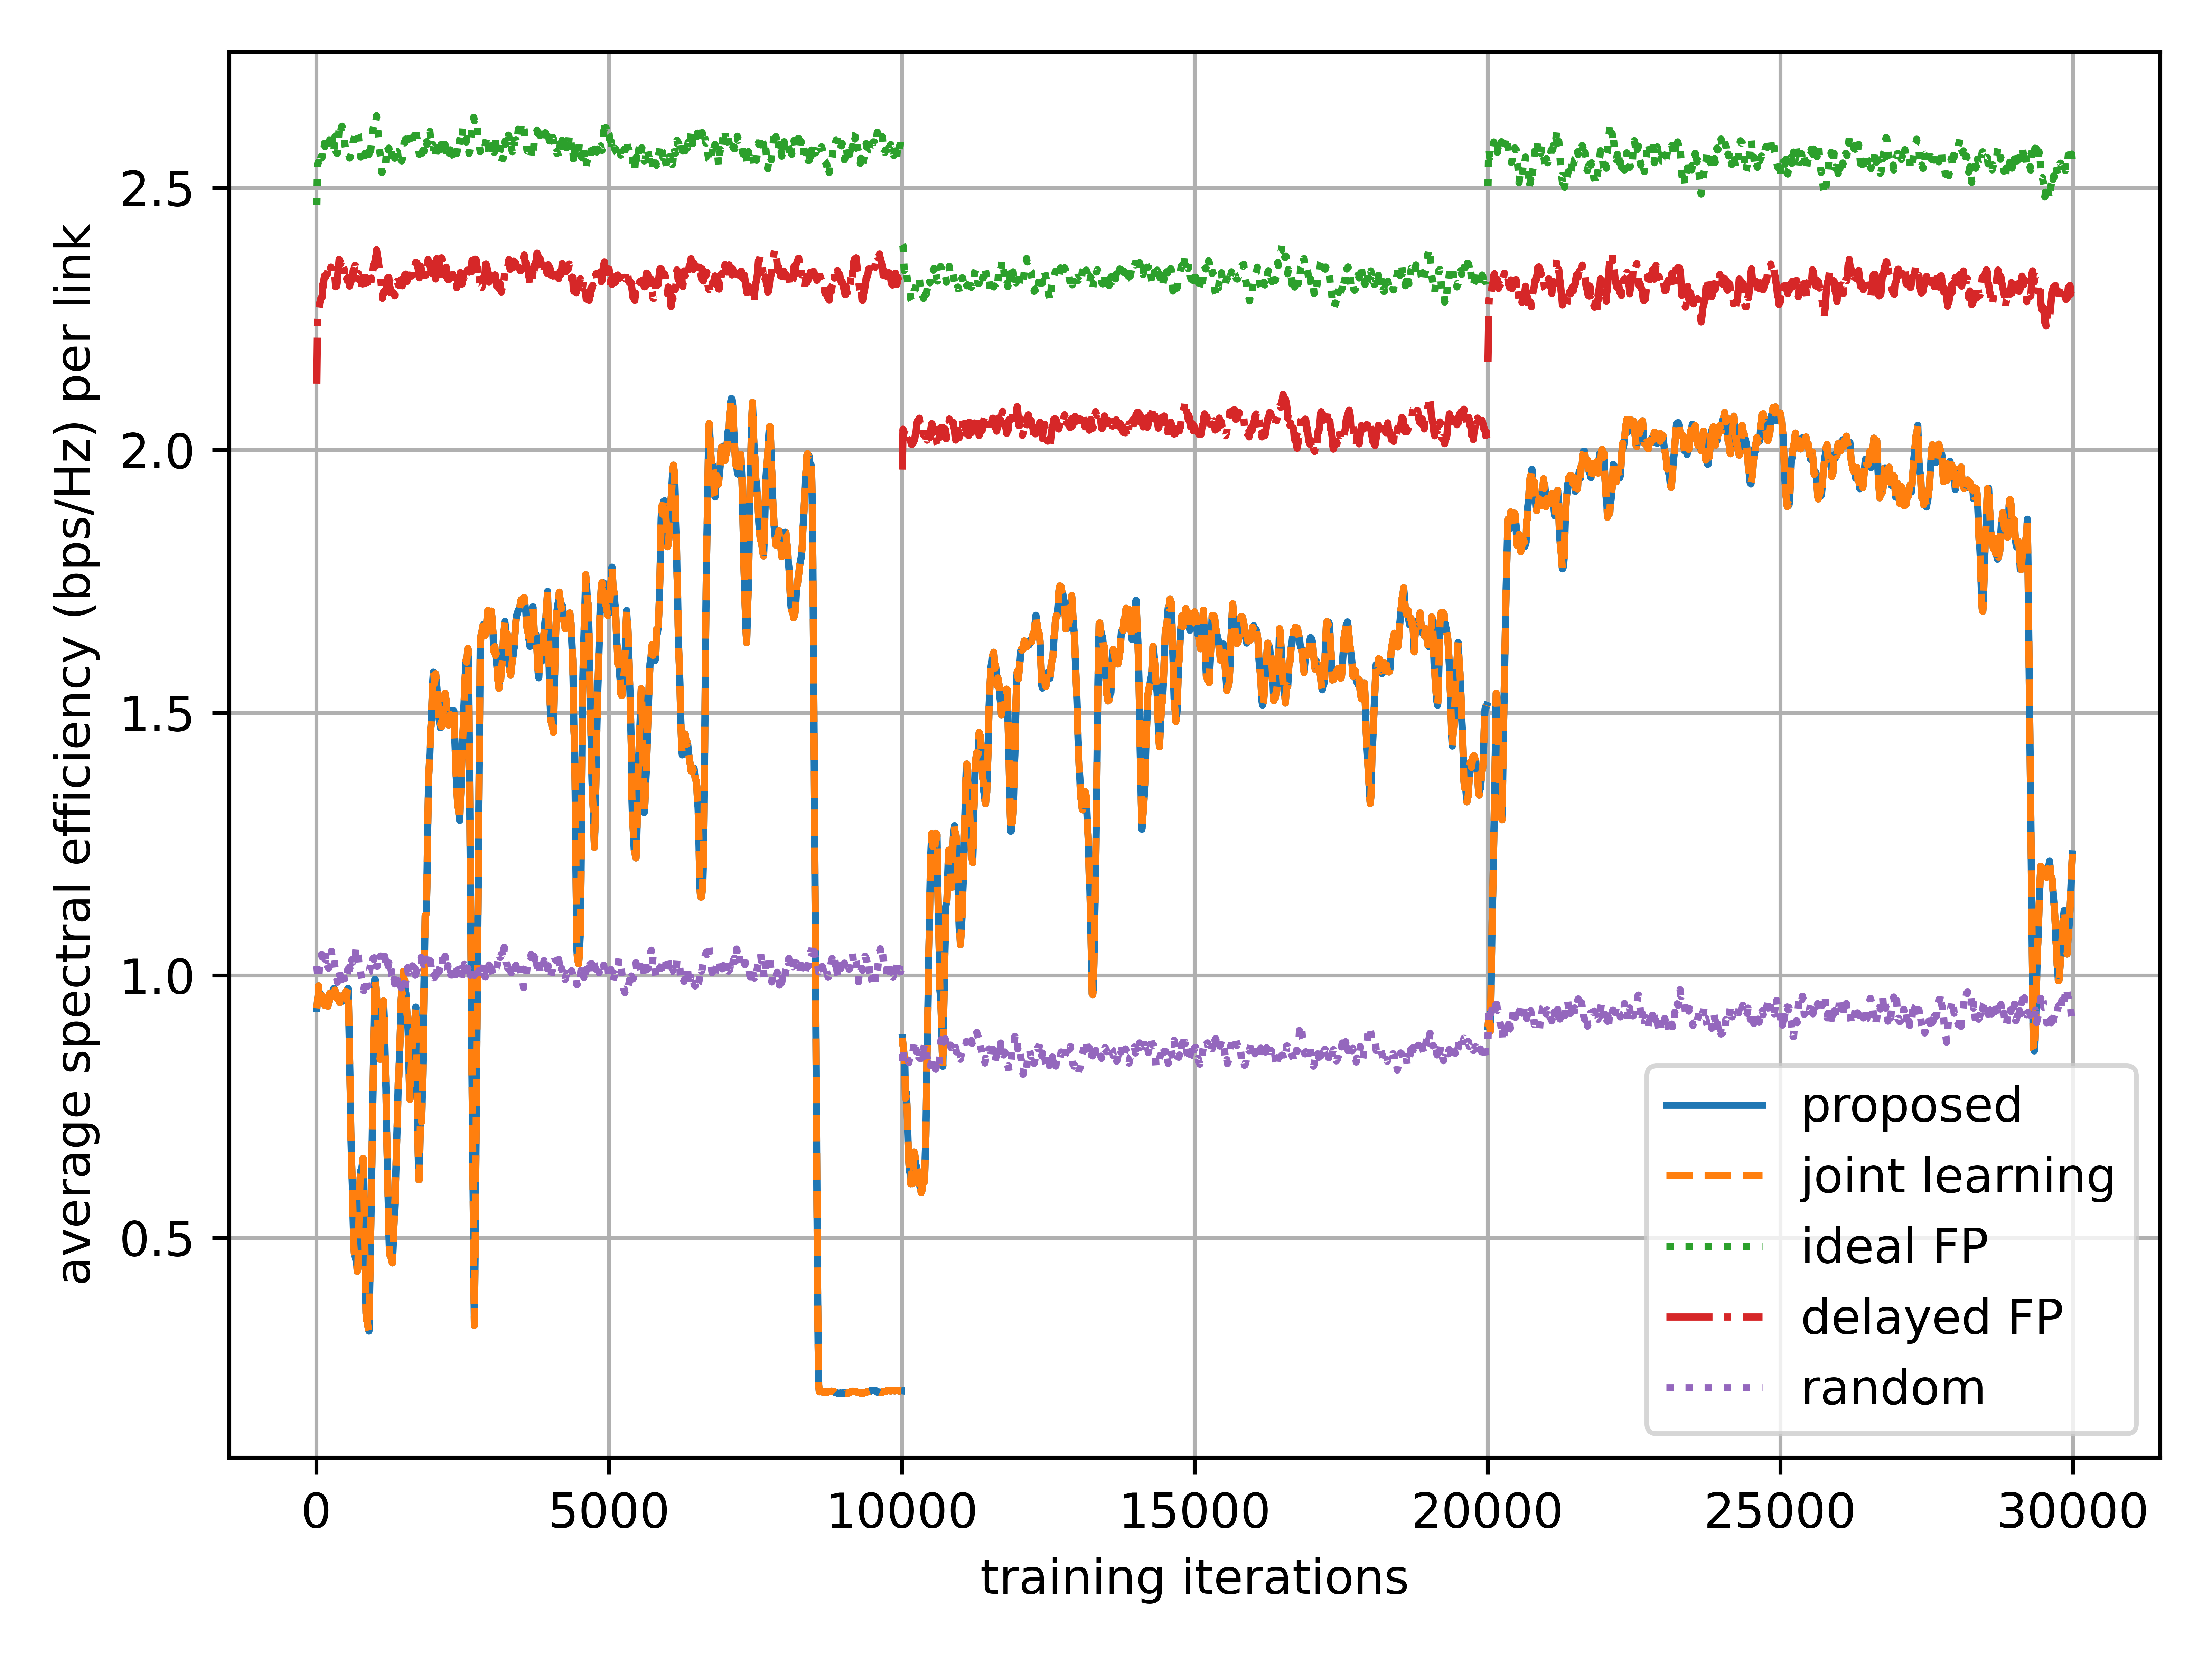 average spectral efficiency (bps/Hz) per link
2.5
2.0
1.5
1.0
0.5
0
5000
10000
15000
20000
25000
30000
training iterations
proposed
joint learning
ideal FP
delayed FP
random